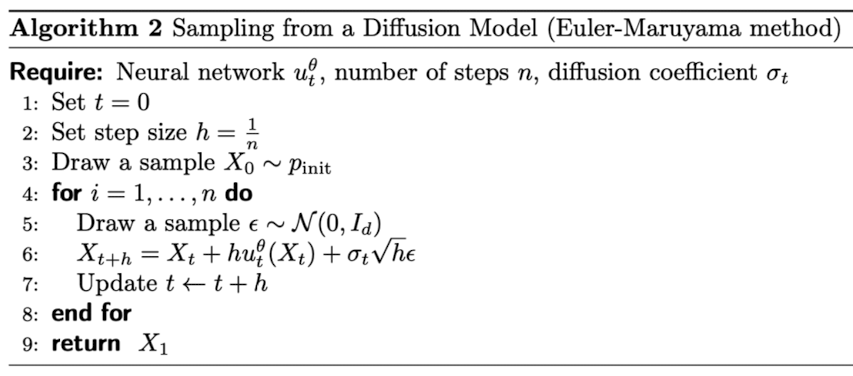 Algorithm 2 Sampling from a Diffusion Model (Euler-Maruyama method)
Require: Neural network $u_t^\theta$, number of steps $n$, diffusion coefficient $\sigma_t$
1: Set $t = 0$
2: Set step size $h = \frac{1}{n}$
3: Draw a sample $X_0 \sim p_{\text{init}}$
4: for $i = 1, \ldots, n$ do
5: Draw a sample $\epsilon \sim \mathcal{N}(0, I_d)$
6: $X_{t+h} = X_t + h u_t^\theta(X_t) + \sigma_t \sqrt{h} \epsilon$
7: Update $t \leftarrow t + h$
8: end for
9: return $X_1$